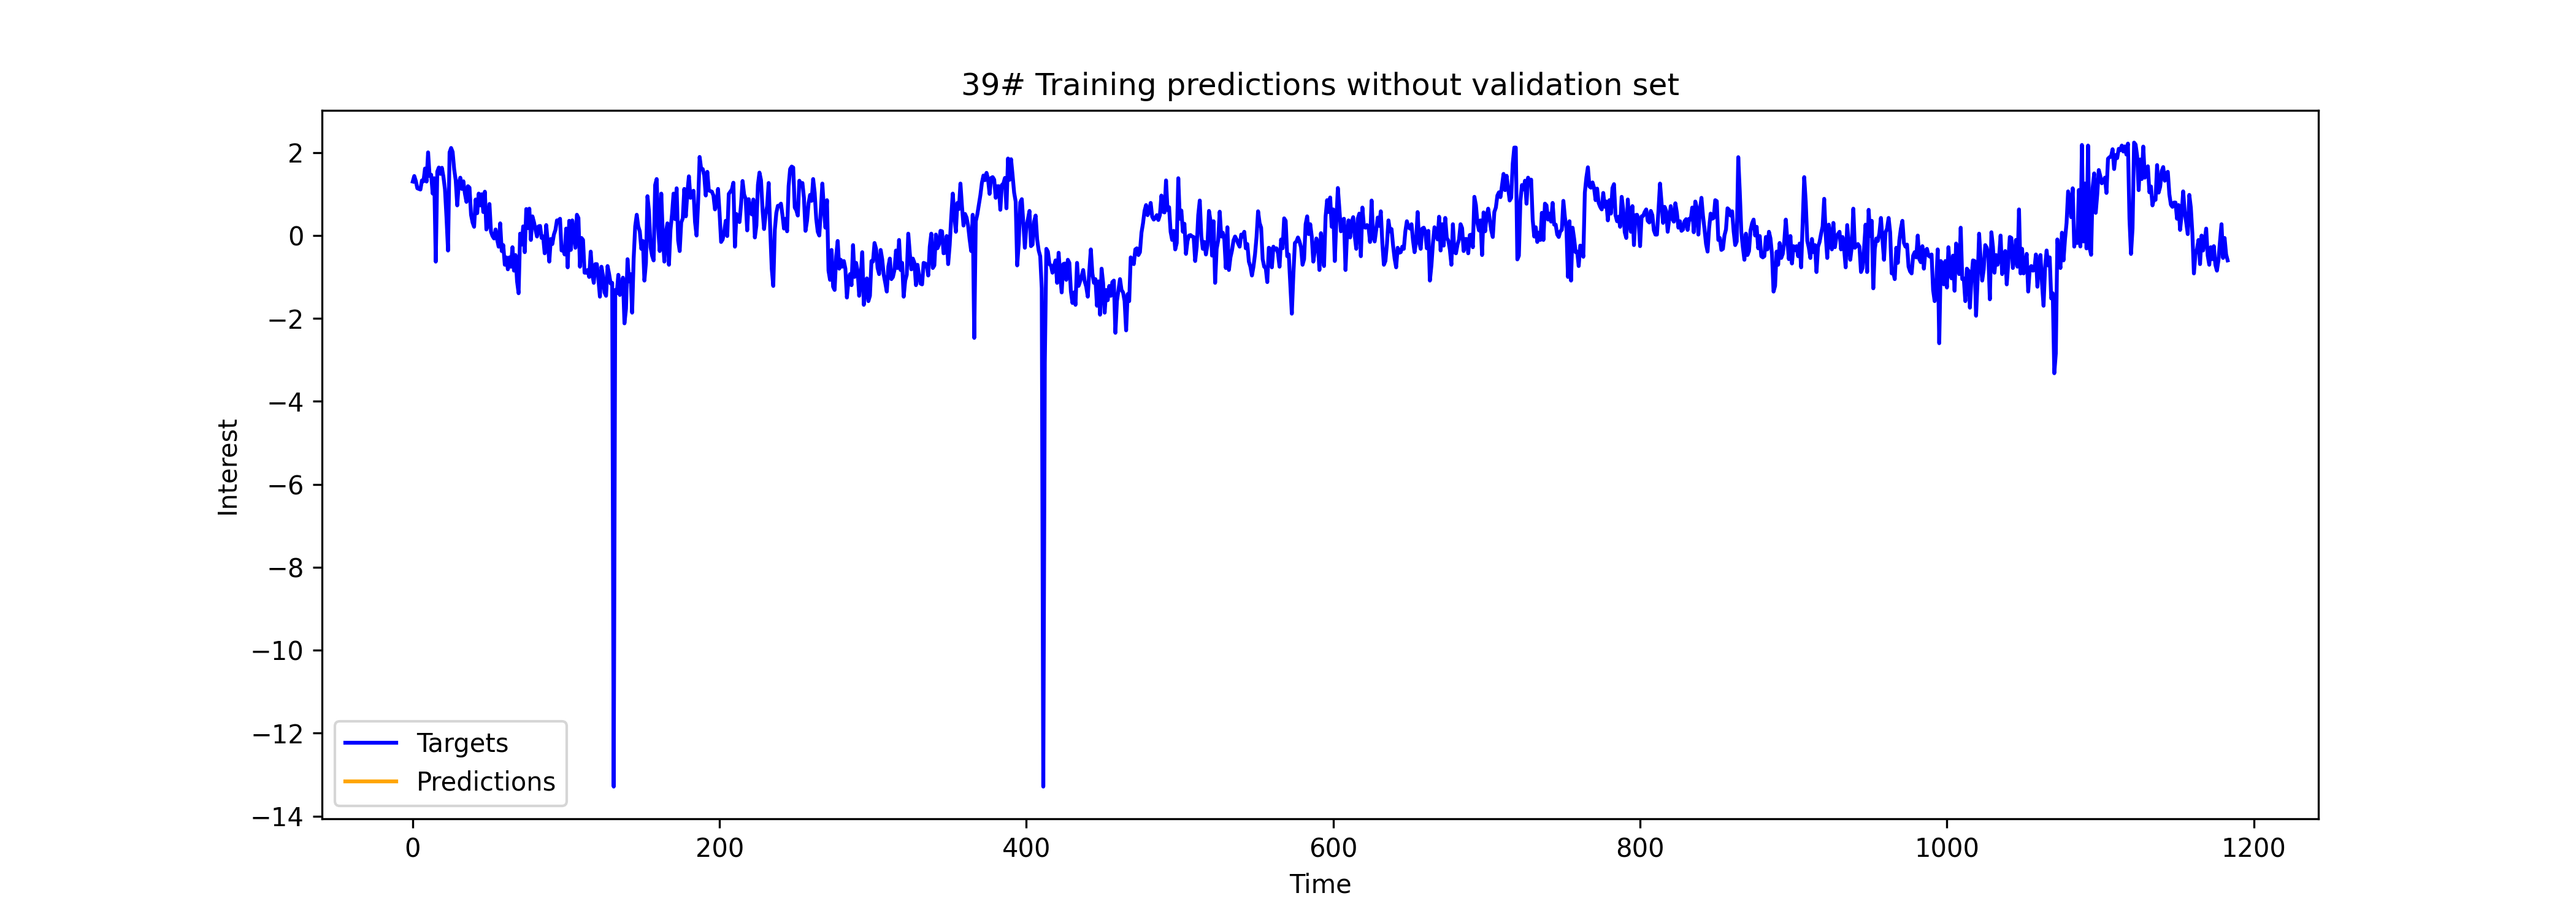 39# Training predictions without validation set
2
0
−2
−4
−6
−8
−10
−12
−14
Interest
Targets
Predictions
0 200 400 600 800 1000 1200
Time